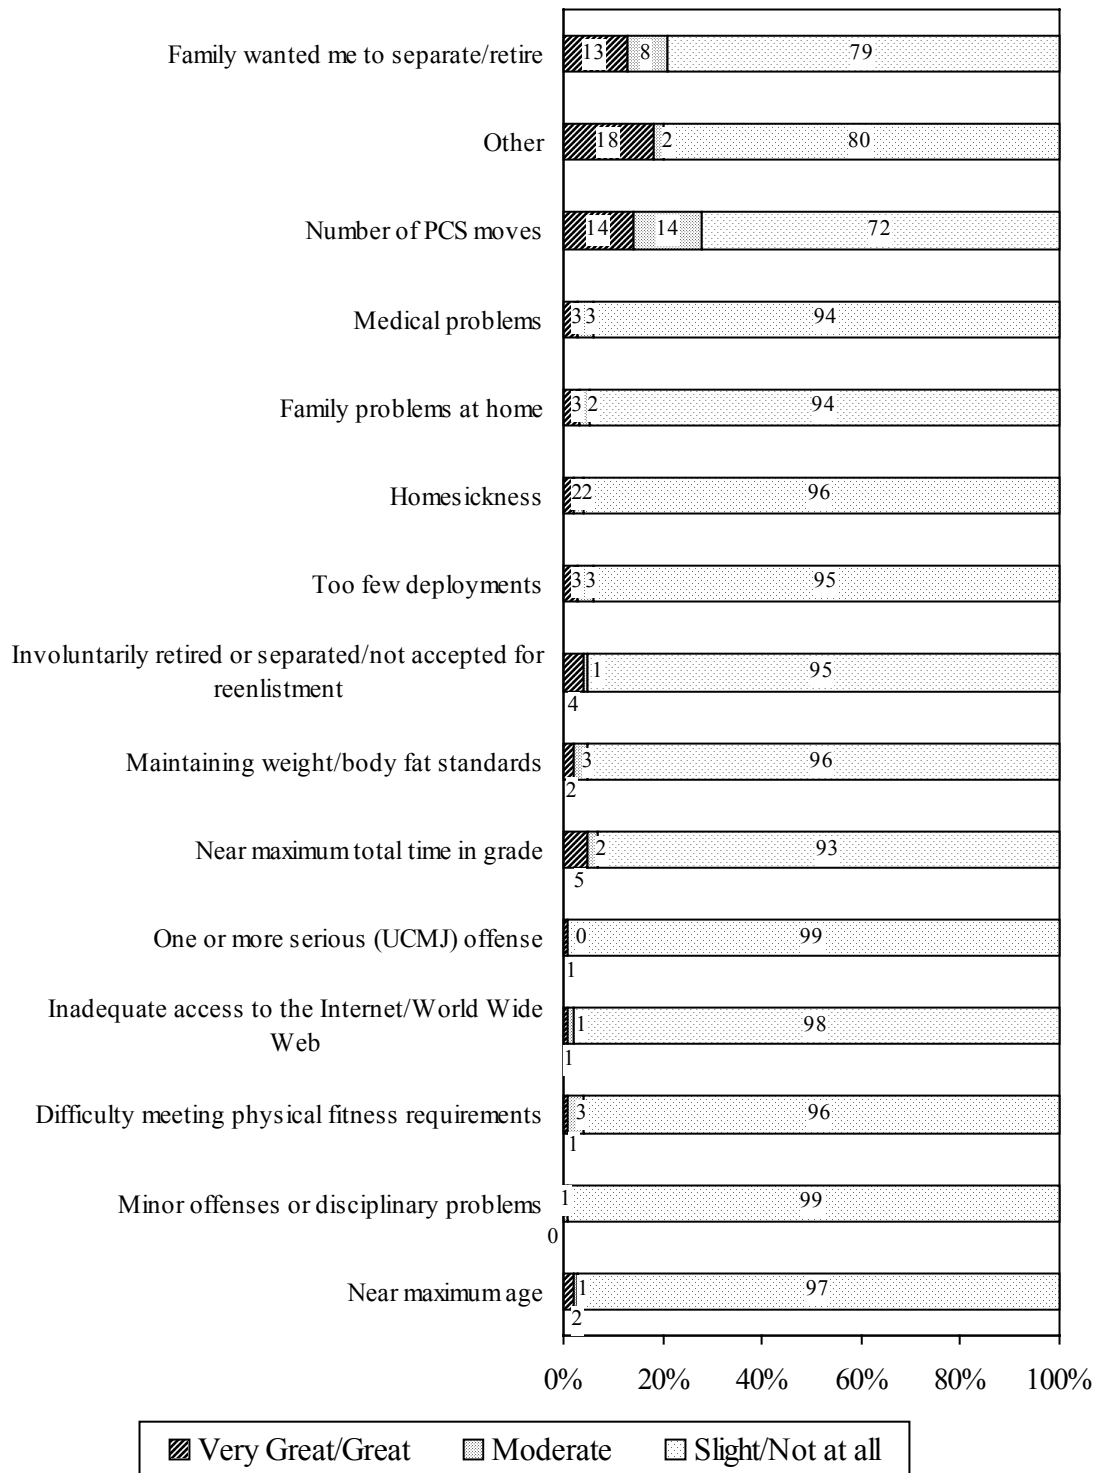 Family wanted me to separate/retire 13 8 79
Other 18 2 80
Number of PCS moves 14 14 72
Medical problems 3 3 94
Family problems at home 3 2 94
Homesickness 2 2 96
Too few deployments 3 3 95
Involuntarily retired or separated/not accepted for
reenlistment
1 95
4
Maintaining weight/body fat standards 3 96
2
Near maximum total time in grade 2 93
5
One or more serious (UCMJ) offense 0 99
1
Inadequate access to the Internet/World Wide
Web
1 98
1
Difficulty meeting physical fitness requirements 3 96
1
Minor offenses or disciplinary problems 1 99
0
Near maximum age 1 97
2
0% 20% 40% 60% 80% 100%
Very Great/Great Moderate Slight/Not at all